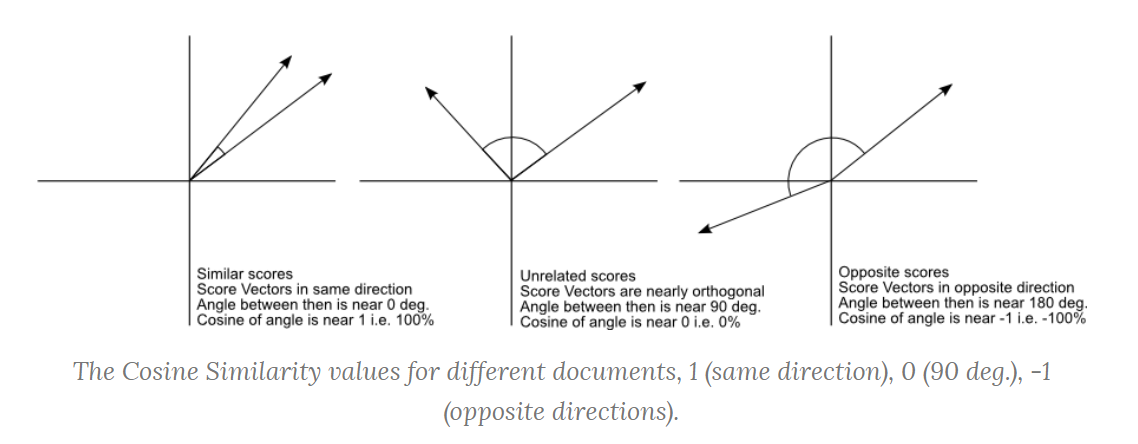 Similar scores
Score Vectors in same direction
Angle between then is near 0 deg.
Cosine of angle is near 1 i.e. 100%
Unrelated scores
Score Vectors are nearly orthogonal
Angle between then is near 90 deg.
Cosine of angle is near 0 i.e. 0%
Opposite scores
Score Vectors in opposite direction
Angle between then is near 180 deg.
Cosine of angle is near -1 i.e. -100%
The Cosine Similarity values for different documents, 1 (same direction), 0 (90 deg.), -1
(opposite directions).